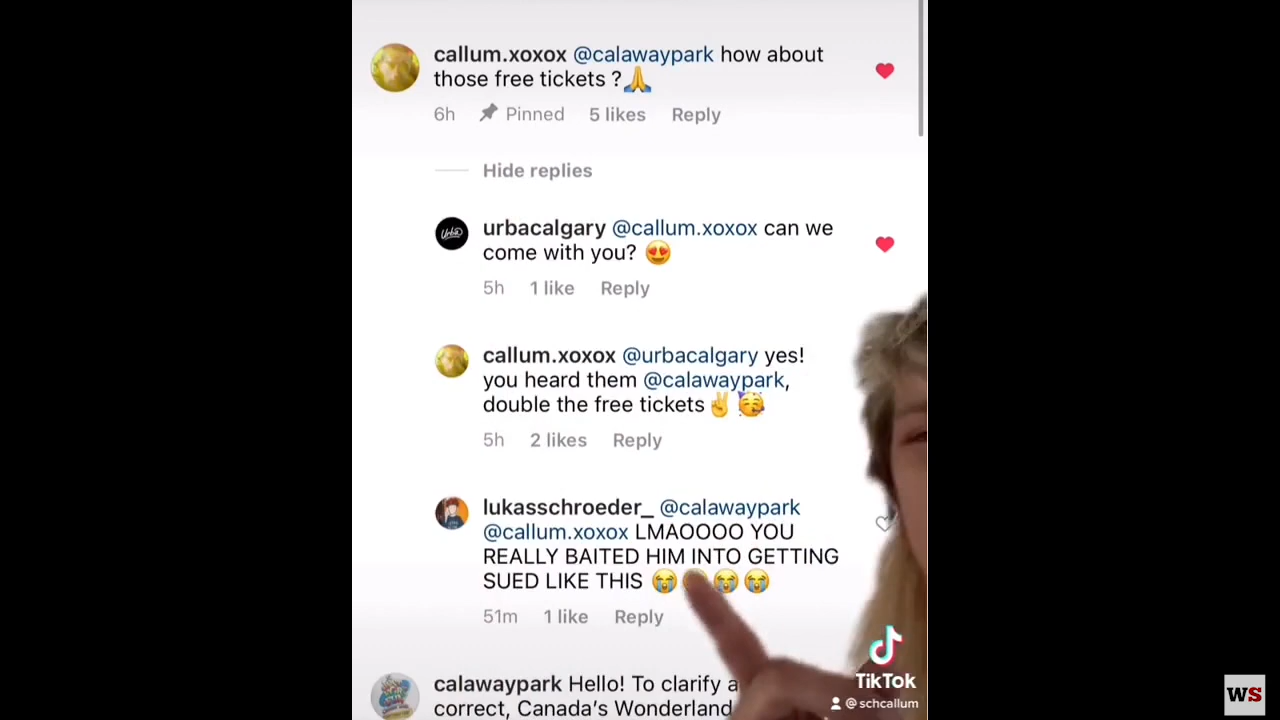 callum.xoxox @calawaypark how about
those free tickets ?🙏
6h Pinned 5 likes Reply
Hide replies
Urba
urbacalgary @callum.xoxox can we
come with you? 😍
5h 1 like Reply
callum.xoxox @urbacalgary yes!
you heard them @calawaypark,
double the free tickets✌️🥳
5h 2 likes Reply
lukasschroeder_ @calawaypark
@callum.xoxox LMAOOOO YOU
REALLY BAITED HIM INTO GETTING
SUED LIKE THIS 😭😭😭😭
51m 1 like Reply
calawaypark Hello! To clarify a
correct, Canada's Wonderland
TikTok
@schcallum
WS